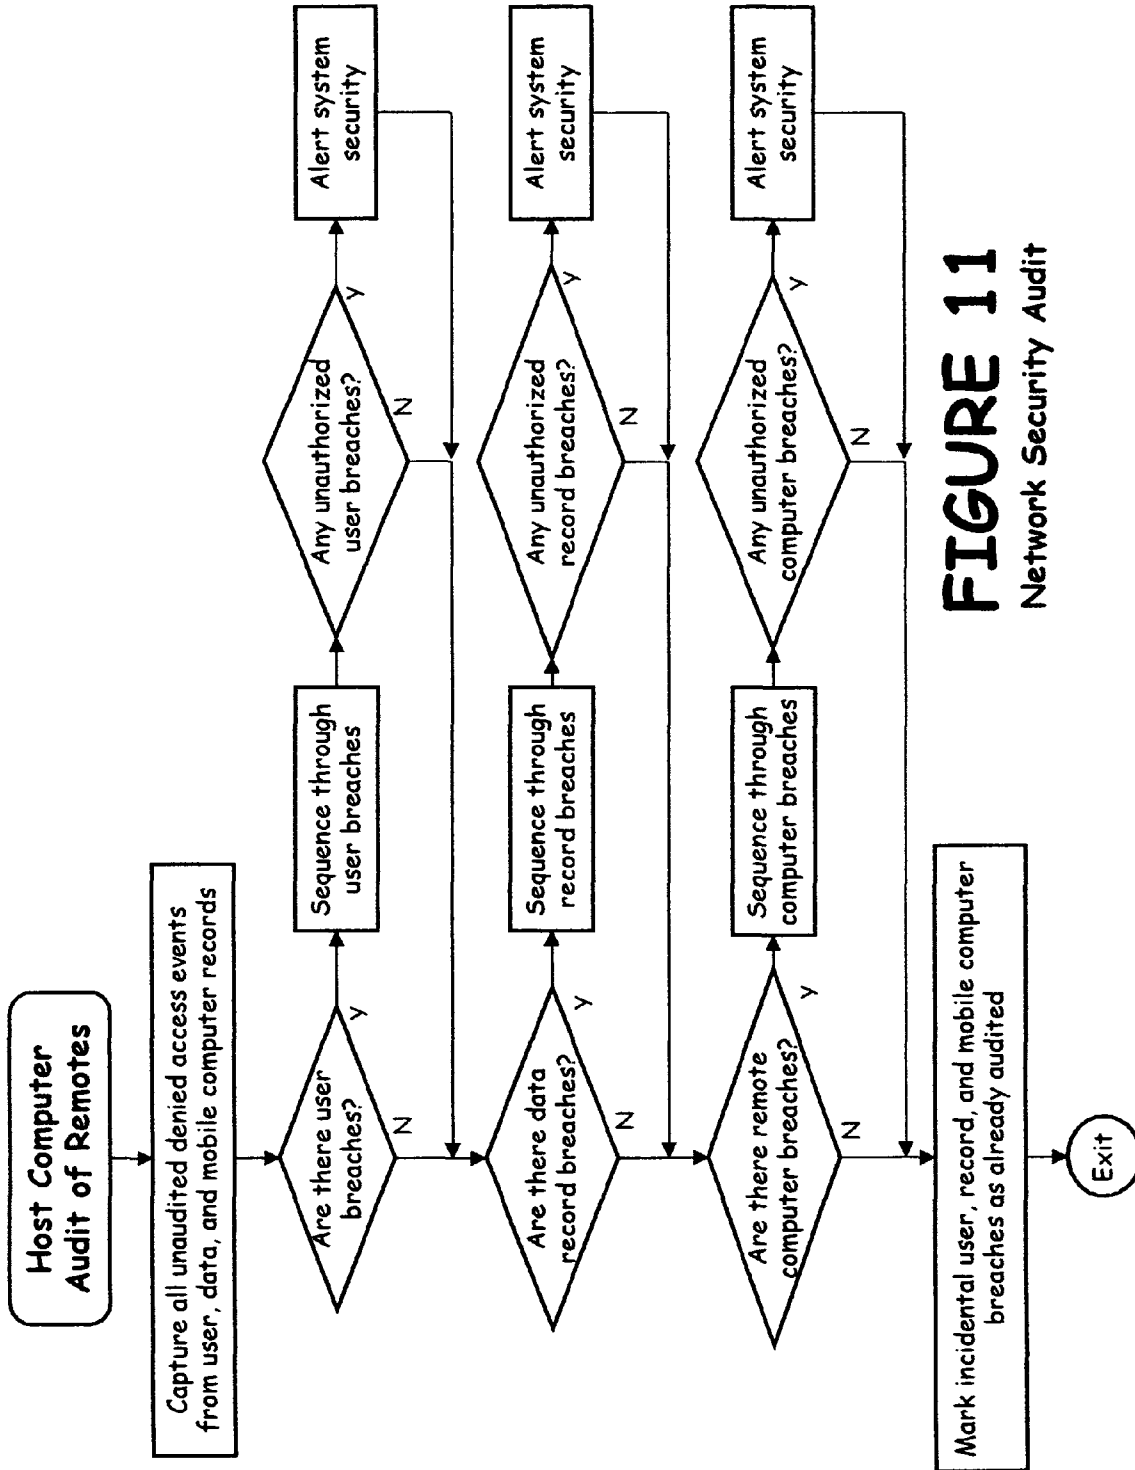 Host Computer
Audit of Remotes
Capture all unaudited denied access events
from user, data, and mobile computer records
Are there user
breaches?
Y
N
Sequence through
user breaches
Any unauthorized
user breaches?
Y
N
Alert system
security
Are there data
record breaches?
Y
N
Sequence through
record breaches
Any unauthorized
record breaches?
Y
N
Alert system
security
Are there remote
computer breaches?
Y
N
Sequence through
computer breaches
Any unauthorized
computer breaches?
Y
N
Alert system
security
Mark incidental user, record, and mobile computer
breaches as already audited
Exit
FIGURE 11
Network Security Audit